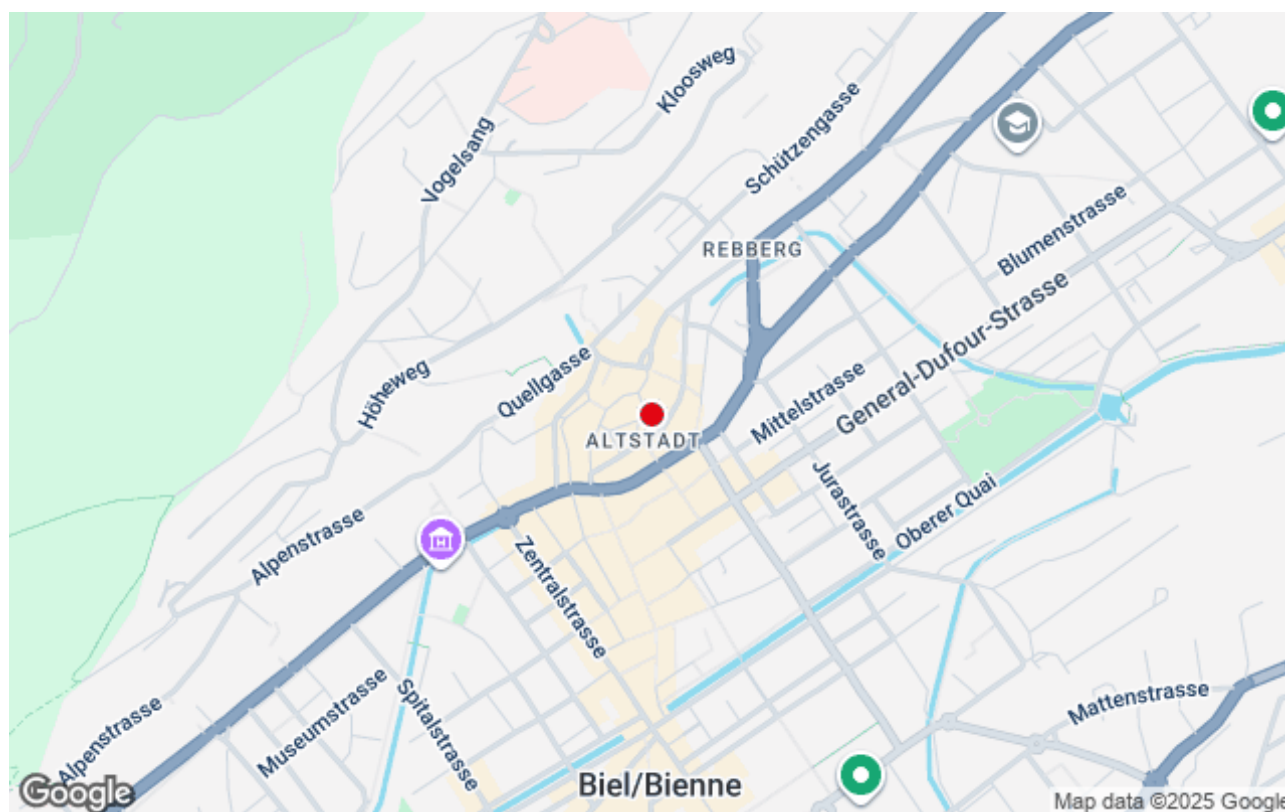 Kloosweg
Vogelsang
Schützengasse
REBBERG
Blumenstrasse
General-Dufour-Strasse
Höheweg
Quellgasse
Mittelstrasse
ALTSTADT
Jurastrasse
Oberer Quai
Alpenstrasse
Zentralstrasse
Alpenstrasse
Museumstrasse
Spitalstrasse
Mattenstrasse
Biel/Bienne
Google
Map data ©2025 Google